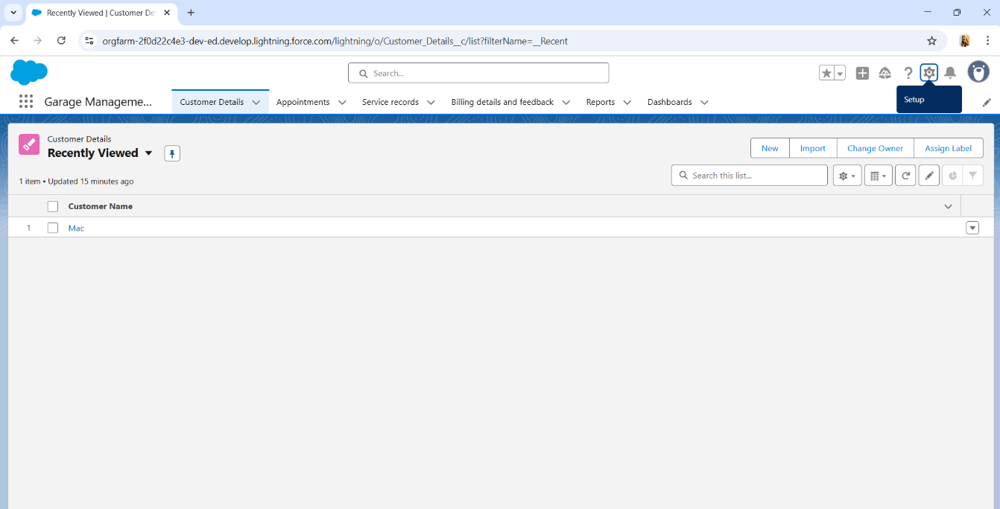 Recently Viewed | Customer De
orgfarm-2f0d22c4e3-dev-ed.develop.lightning.force.com/lightning/o/Customer_Details__c/list?filterName=__Recent
Search...
Garage Manageme... Customer Details Appointments Service records Billing details and feedback Reports Dashboards
Setup
Customer Details
Recently Viewed
New Import Change Owner Assign Label
1 item • Updated 15 minutes ago
Search this list...
Customer Name
1 Mac